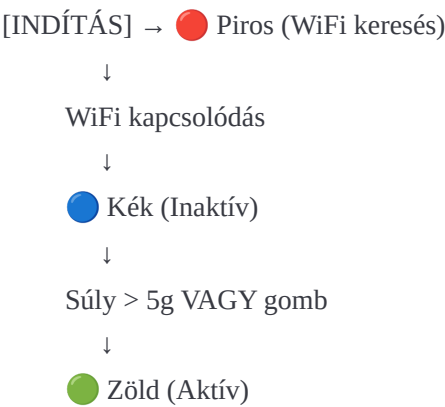 [INDÍTÁS] → 🔴 Piros (WiFi keresés)
↓
WiFi kapcsolódás
↓
🔵 Kék (Inaktív)
↓
Súly > 5g VAGY gomb
↓
🟢 Zöld (Aktív)